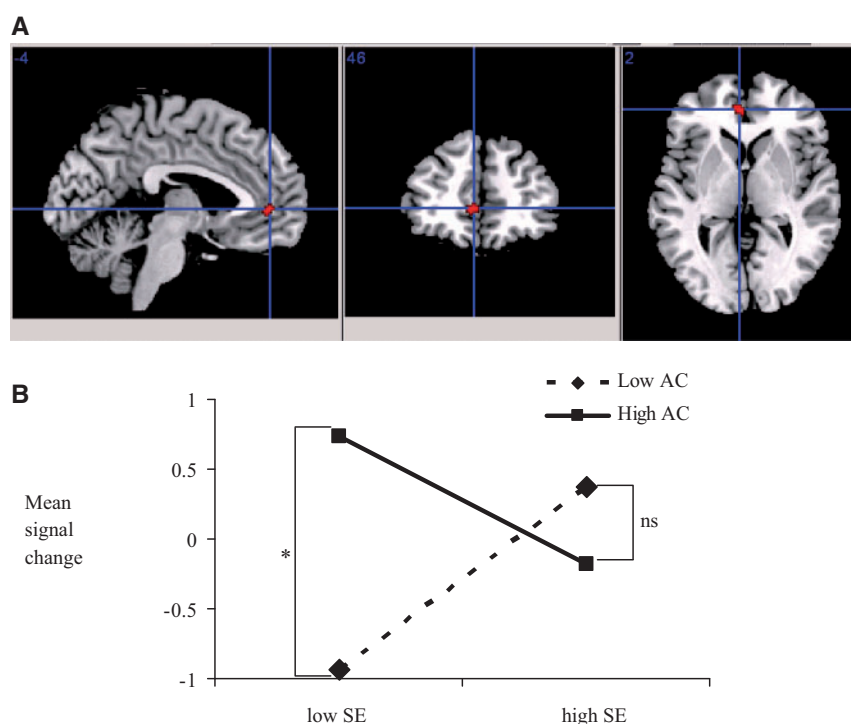 A
-4
46
2
B
Low AC
High AC
1
0.5
0
-0.5
-1
Mean
signal
change
*
ns
low SE
high SE